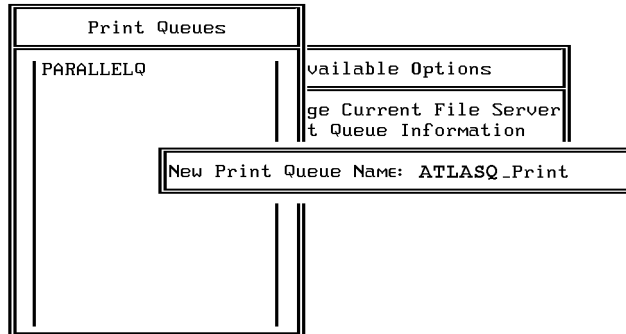 Print Queues
PARALLELQ
vailable Options
ge Current File Server
t Queue Information
New Print Queue Name: ATLASQ_Print